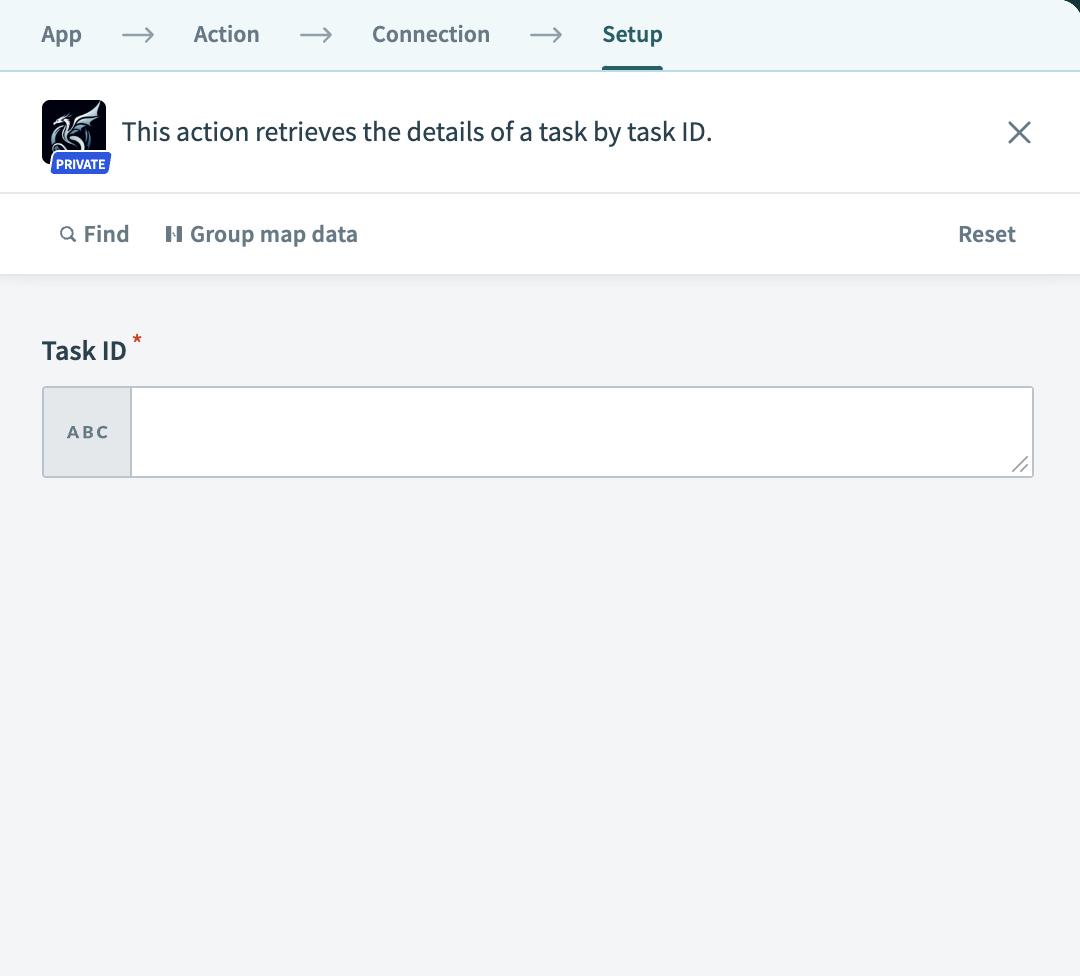 App → Action → Connection → Setup
This action retrieves the details of a task by task ID.
PRIVATE
Find Group map data Reset
Task ID *
ABC